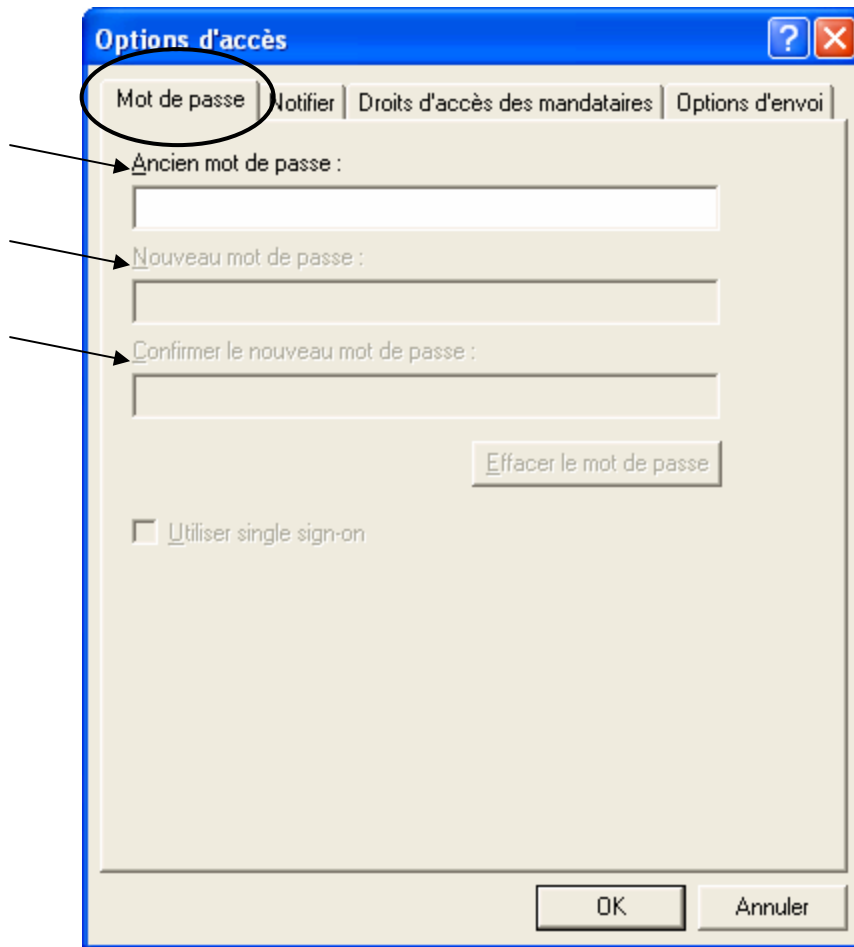 Options d'accès
Mot de passe Notifier Droits d'accès des mandataires Options d'envoi
Ancien mot de passe :
Nouveau mot de passe :
Confirmer le nouveau mot de passe :
Effacer le mot de passe
Utiliser single sign-on
OK Annuler